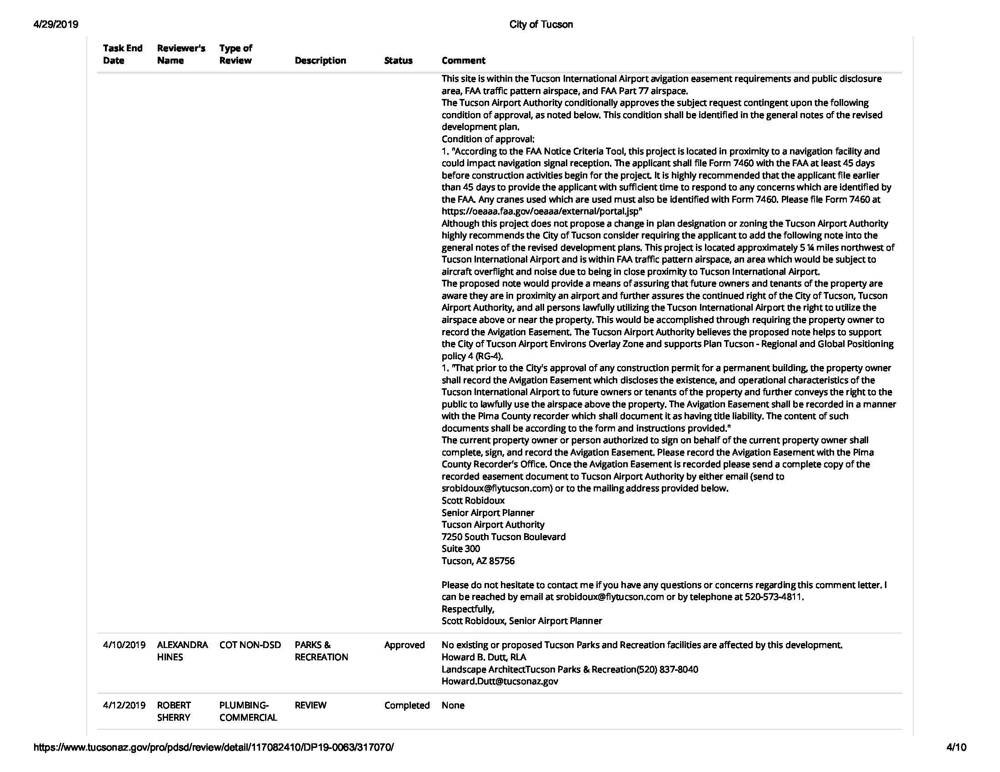 4/29/2019
City of Tucson
Task End Date
Reviewer's Name
Type of Review
Description
Status
Comment
This site is within the Tucson International Airport avigation easement requirements and public disclosure
area, FAA traffic pattern airspace, and FAA Part 77 airspace.
The Tucson Airport Authority conditionally approves the subject request contingent upon the following
condition of approval, as noted below. This condition shall be identified in the general notes of the revised
development plan.
Condition of approval:
1. "According to the FAA Notice Criteria Tool, this project is located in proximity to a navigation facility and
could impact navigation signal reception. The applicant shall file Form 7460 with the FAA at least 45 days
before construction activities begin for the project. It is highly recommended that the applicant file earlier
than 45 days to provide the applicant with sufficient time to respond to any concerns which are identified by
the FAA. Any cranes used which are used must also be identified with Form 7460. Please file Form 7460 at
https://oeaaa.faa.gov/oeaaa/external/portal.jsp"
Although this project does not propose a change in plan designation or zoning the Tucson Airport Authority
highly recommends the City of Tucson consider requiring the applicant to add the following note into the
general notes of the revised development plans. This project is located approximately 5 ¼ miles northwest of
Tucson International Airport and is within FAA traffic pattern airspace, an area which would be subject to
aircraft overflight and noise due to being in close proximity to Tucson International Airport.
The proposed note would provide a means of assuring that future owners and tenants of the property are
aware they are in proximity an airport and further assures the continued right of the City of Tucson, Tucson
Airport Authority, and all persons lawfully utilizing the Tucson International Airport the right to utilize the
airspace above or near the property. This would be accomplished through requiring the property owner to
record the Avigation Easement. The Tucson Airport Authority believes the proposed note helps to support
the City of Tucson Airport Environs Overlay Zone and supports Plan Tucson - Regional and Global Positioning
policy 4 (RG-4).
1. "That prior to the City's approval of any construction permit for a permanent building, the property owner
shall record the Avigation Easement which discloses the existence, and operational characteristics of the
Tucson International Airport to future owners or tenants of the property and further conveys the right to the
public to lawfully use the airspace above the property. The Avigation Easement shall be recorded in a manner
with the Pima County recorder which shall document it as having title liability. The content of such
documents shall be according to the form and instructions provided."
The current property owner or person authorized to sign on behalf of the current property owner shall
complete, sign, and record the Avigation Easement. Please record the Avigation Easement with the Pima
County Recorder's Office. Once the Avigation Easement is recorded please send a complete copy of the
recorded easement document to Tucson Airport Authority by either email (send to
srobidoux@flytucson.com) or to the mailing address provided below.
Scott Robidoux
Senior Airport Planner
Tucson Airport Authority
7250 South Tucson Boulevard
Suite 300
Tucson, AZ 85756
Please do not hesitate to contact me if you have any questions or concerns regarding this comment letter. I
can be reached by email at srobidoux@flytucson.com or by telephone at 520-573-4811.
Respectfully,
Scott Robidoux, Senior Airport Planner
4/10/2019
ALEXANDRA HINES
COT NON-DSD
PARKS & RECREATION
Approved
No existing or proposed Tucson Parks and Recreation facilities are affected by this development.
Howard B. Dutt, RLA
Landscape ArchitectTucson Parks & Recreation(520) 837-8040
Howard.Dutt@tucsonaz.gov
4/12/2019
ROBERT SHERRY
PLUMBING-COMMERCIAL
REVIEW
Completed
None
https://www.tucsonaz.gov/pro/pdsd/review/detail/117082410/DP19-0063/317070/
4/10